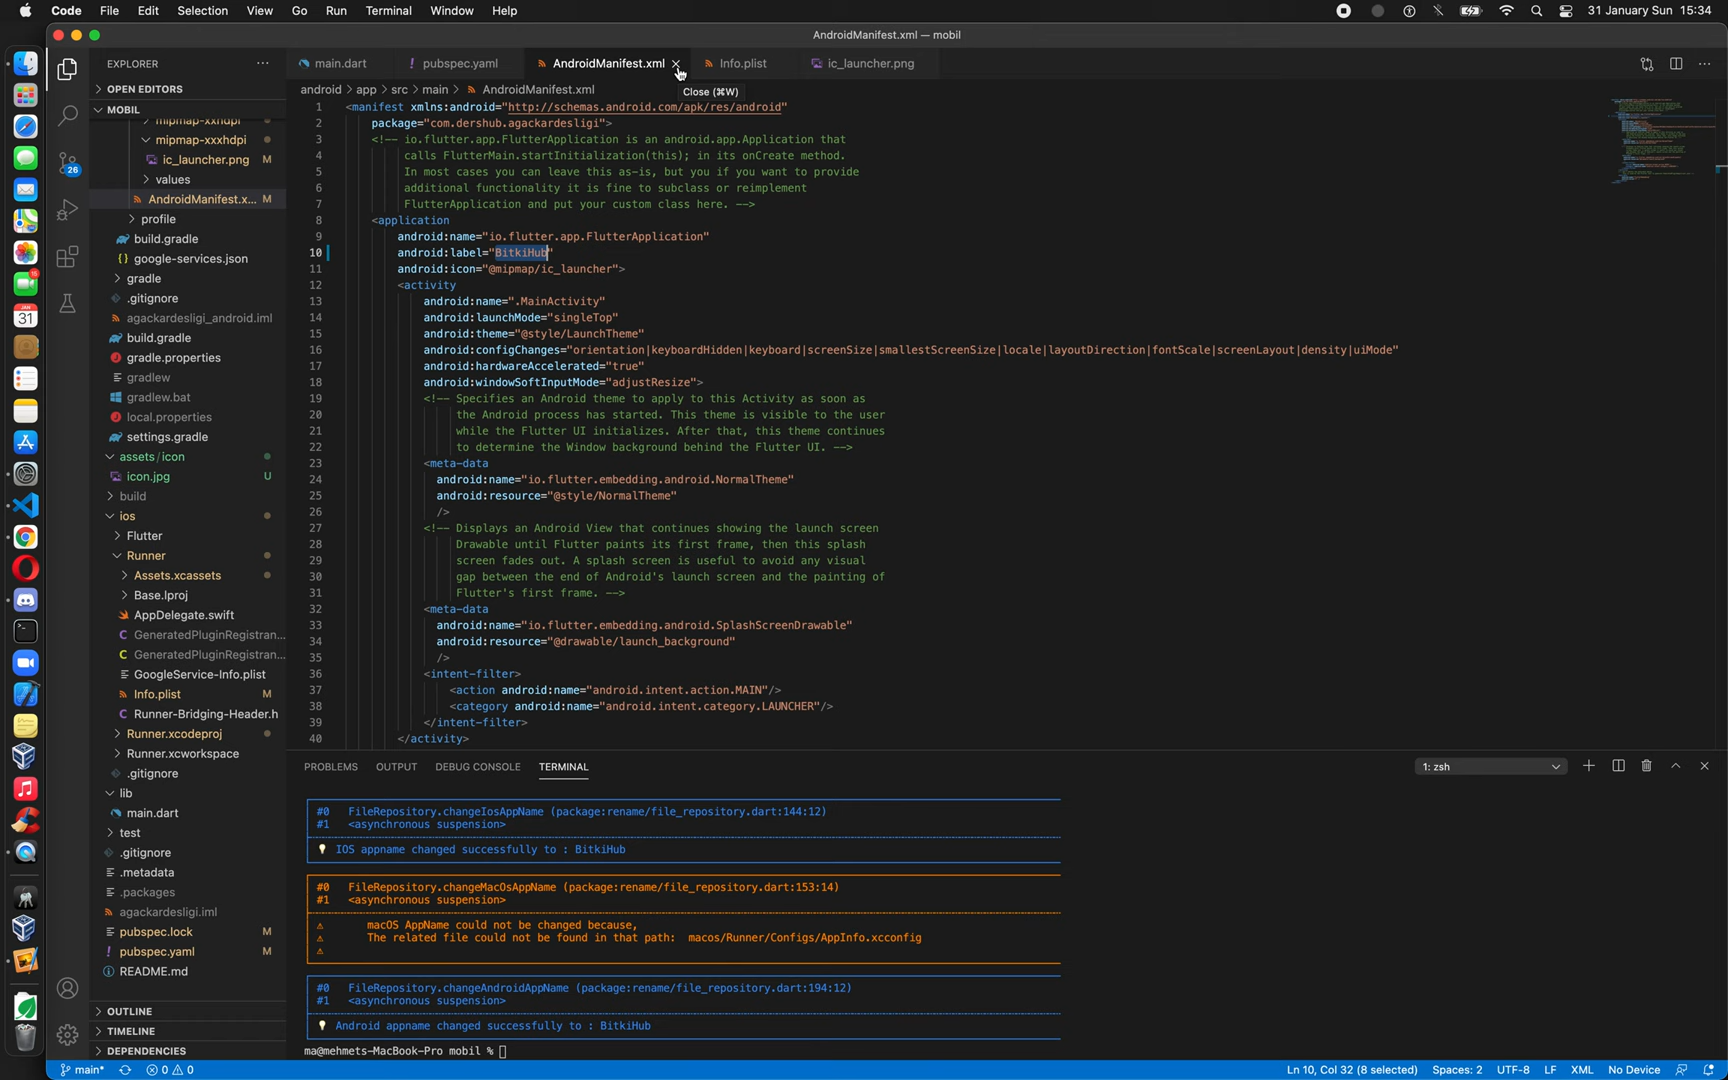 Code File Edit Selection View Go Run Terminal Window Help
31 January Sun 15:34
AndroidManifest.xml — mobil
EXPLORER
OPEN EDITORS
MOBIL
mipmap-xxhdpi
mipmap-xxxhdpi
ic_launcher.png M
values
AndroidManifest.x... M
profile
build.gradle
google-services.json
gradle
.gitignore
agackardesligi_android.iml
build.gradle
gradle.properties
gradlew
gradlew.bat
local.properties
settings.gradle
assets/icon
icon.jpg U
build
ios
Flutter
Runner
Assets.xcassets
Base.lproj
AppDelegate.swift
GeneratedPluginRegistran...
GeneratedPluginRegistran...
GoogleService-Info.plist
Info.plist M
Runner-Bridging-Header.h
Runner.xcodeproj
Runner.xcworkspace
.gitignore
lib
main.dart
test
.gitignore
.metadata
.packages
agackardesligi.iml
pubspec.lock M
pubspec.yaml M
README.md
OUTLINE
TIMELINE
DEPENDENCIES
26
main.dart pubspec.yaml AndroidManifest.xml Info.plist ic_launcher.png
Close (⌘W)
android > app > src > main > AndroidManifest.xml
1 <manifest xmlns:android="http://schemas.android.com/apk/res/android"
2 package="com.dershub.agackardesligi">
3 <!-- io.flutter.app.FlutterApplication is an android.app.Application that
4 calls FlutterMain.startInitialization(this); in its onCreate method.
5 In most cases you can leave this as-is, but you if you want to provide
6 additional functionality it is fine to subclass or reimplement
7 FlutterApplication and put your custom class here. -->
8 <application
9 android:name="io.flutter.app.FlutterApplication"
10 android:label="BitkiHub"
11 android:icon="@mipmap/ic_launcher">
12 <activity
13 android:name=".MainActivity"
14 android:launchMode="singleTop"
15 android:theme="@style/LaunchTheme"
16 android:configChanges="orientation|keyboardHidden|keyboard|screenSize|smallestScreenSize|locale|layoutDirection|fontScale|screenLayout|density|uiMode"
17 android:hardwareAccelerated="true"
18 android:windowSoftInputMode="adjustResize">
19 <!-- Specifies an Android theme to apply to this Activity as soon as
20 the Android process has started. This theme is visible to the user
21 while the Flutter UI initializes. After that, this theme continues
22 to determine the Window background behind the Flutter UI. -->
23 <meta-data
24 android:name="io.flutter.embedding.android.NormalTheme"
25 android:resource="@style/NormalTheme"
26 />
27 <!-- Displays an Android View that continues showing the launch screen
28 Drawable until Flutter paints its first frame, then this splash
29 screen fades out. A splash screen is useful to avoid any visual
30 gap between the end of Android's launch screen and the painting of
31 Flutter's first frame. -->
32 <meta-data
33 android:name="io.flutter.embedding.android.SplashScreenDrawable"
34 android:resource="@drawable/launch_background"
35 />
36 <intent-filter>
37 <action android:name="android.intent.action.MAIN"/>
38 <category android:name="android.intent.category.LAUNCHER"/>
39 </intent-filter>
40 </activity>
PROBLEMS OUTPUT DEBUG CONSOLE TERMINAL
1: zsh
#0 FileRepository.changeIosAppName (package:rename/file_repository.dart:144:12)
#1 <asynchronous suspension>
IOS appname changed successfully to : BitkiHub
#0 FileRepository.changeMacOsAppName (package:rename/file_repository.dart:153:14)
#1 <asynchronous suspension>
macOS AppName could not be changed because,
The related file could not be found in that path: macos/Runner/Configs/AppInfo.xcconfig
#0 FileRepository.changeAndroidAppName (package:rename/file_repository.dart:194:12)
#1 <asynchronous suspension>
Android appname changed successfully to : BitkiHub
ma@mehmets-MacBook-Pro mobil %
main* 0 0
Ln 10, Col 32 (8 selected) Spaces: 2 UTF-8 LF XML No Device